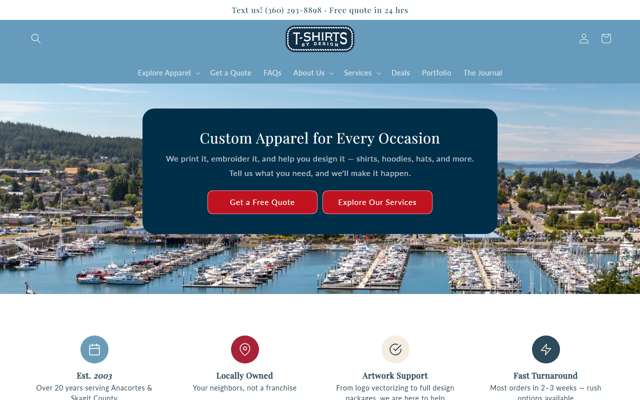 Text us! (360) 293-8898 · Free quote in 24 hrs
T-SHIRTS
BY DESIGN
Explore Apparel
Get a Quote
FAQs
About Us
Services
Deals
Portfolio
The Journal
Custom Apparel for Every Occasion
We print it, embroider it, and help you design it — shirts, hoodies, hats, and more.
Tell us what you need, and we'll make it happen.
Get a Free Quote
Explore Our Services
Est. 2003
Over 20 years serving Anacortes &
Skagit County
Locally Owned
Your neighbors, not a franchise
Artwork Support
From logo vectorizing to full design
packages, we are here to help
Fast Turnaround
Most orders in 2–3 weeks — rush
options available